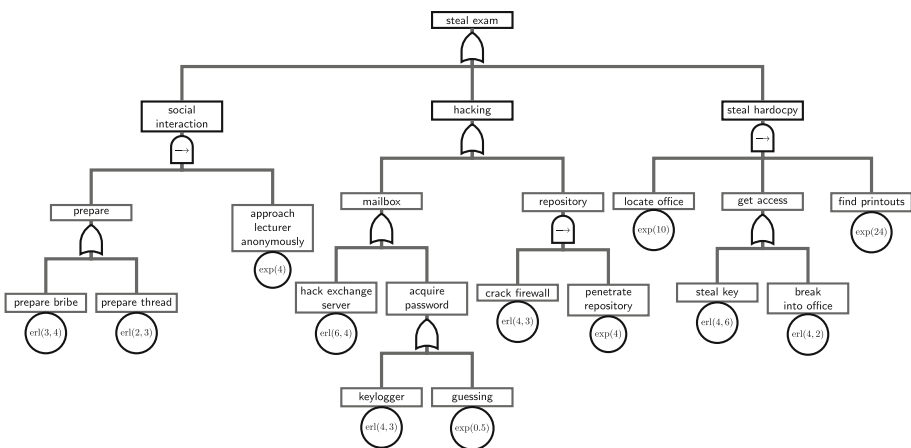 steal exam
social
interaction
hacking
steal hardocpy
prepare
approach
lecturer
anonymously
mailbox
repository
locate office
get access
find printouts
exp(4)
exp(10)
exp(24)
prepare bribe
prepare thread
hack exchange
server
acquire
password
crack firewall
penetrate
repository
steal key
break
into office
erl(3, 4)
erl(2, 3)
erl(6, 4)
erl(4, 3)
exp(4)
erl(4, 6)
erl(4, 2)
keylogger
guessing
erl(4, 3)
exp(0.5)